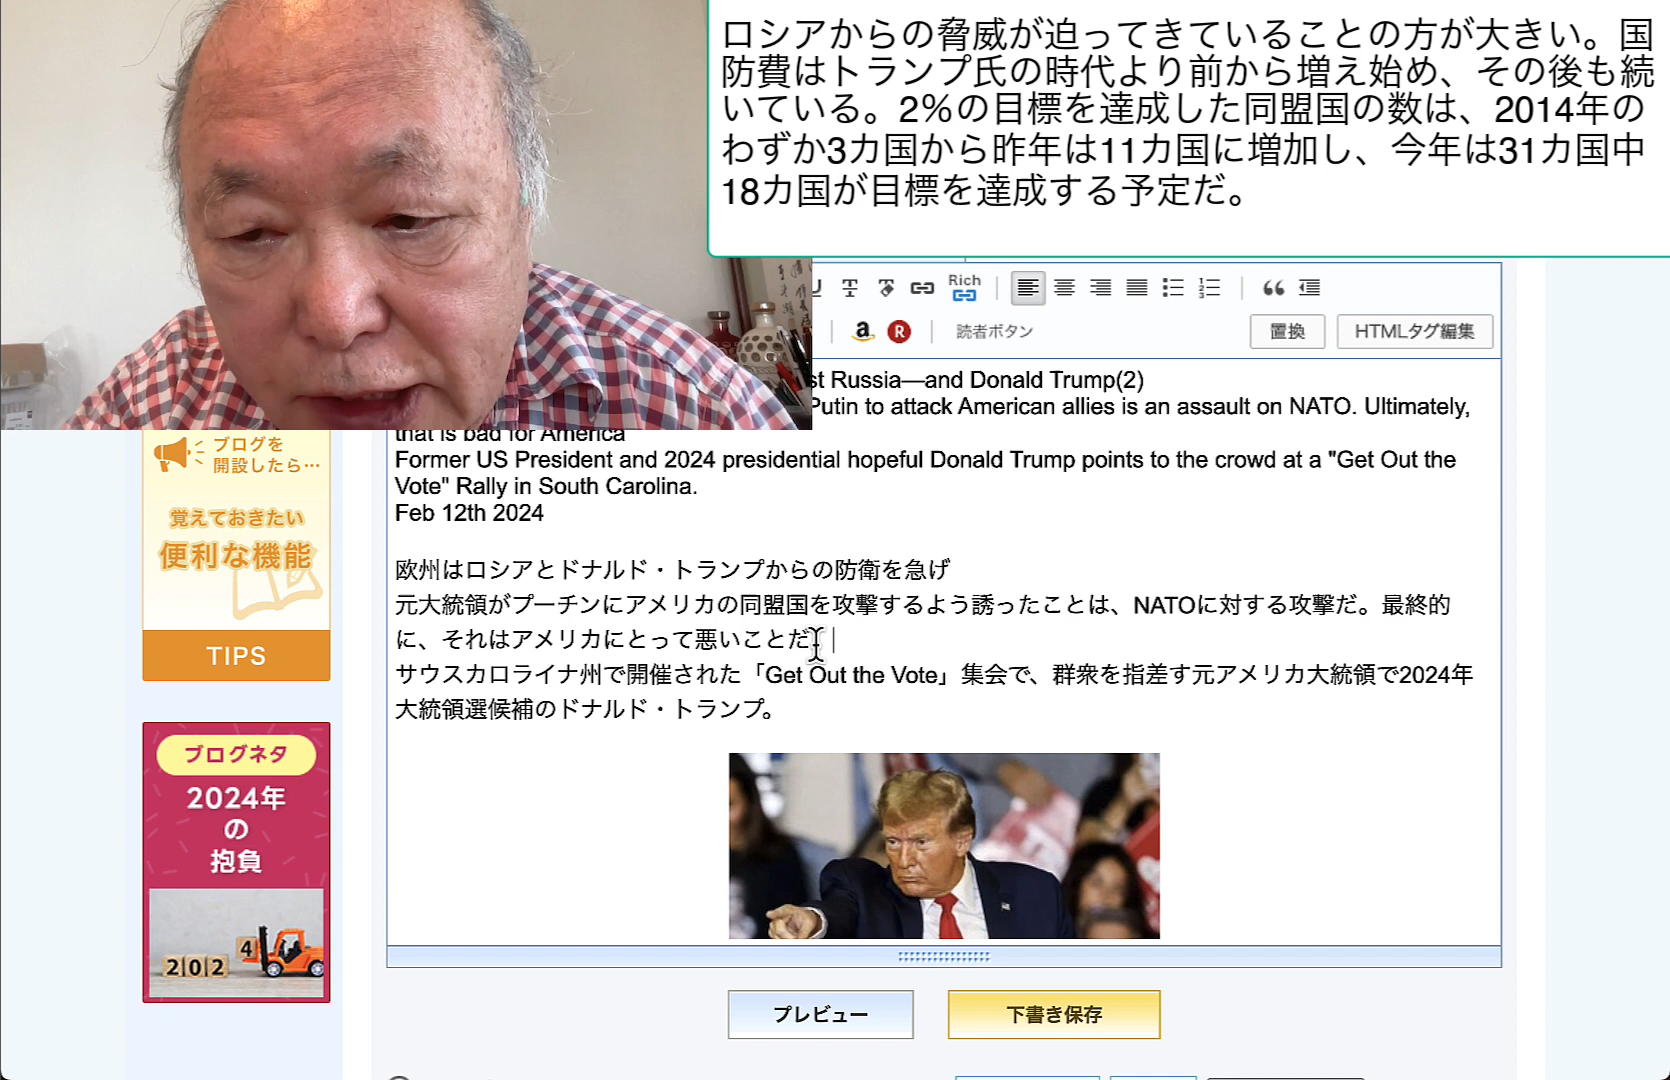 ロシアからの脅威が迫ってきていることの方が大きい。国
防費はトランプ氏の時代より前から増え始め、その後も続
いている。2%の目標を達成した同盟国の数は、2014年の
わずか3カ国から昨年は11カ国に増加し、今年は31カ国中
18カ国が目標を達成する予定だ。
Rich
読者ボタン
置換
HTMLタグ編集
st Russia—and Donald Trump(2)
Putin to attack American allies is an assault on NATO. Ultimately,
that is bad for America
Former US President and 2024 presidential hopeful Donald Trump points to the crowd at a "Get Out the
Vote" Rally in South Carolina.
Feb 12th 2024
欧州はロシアとドナルド・トランプからの防衛を急げ
元大統領がプーチンにアメリカの同盟国を攻撃するよう誘ったことは、NATOに対する攻撃だ。最終的
に、それはアメリカにとって悪いことだ
サウスカロライナ州で開催された「Get Out the Vote」集会で、群衆を指差す元アメリカ大統領で2024年
大統領選候補のドナルド・トランプ。
ブログを
開設したら…
覚えておきたい
便利な機能
TIPS
ブログネタ
2024年
の
抱負
2024
プレビュー
下書き保存